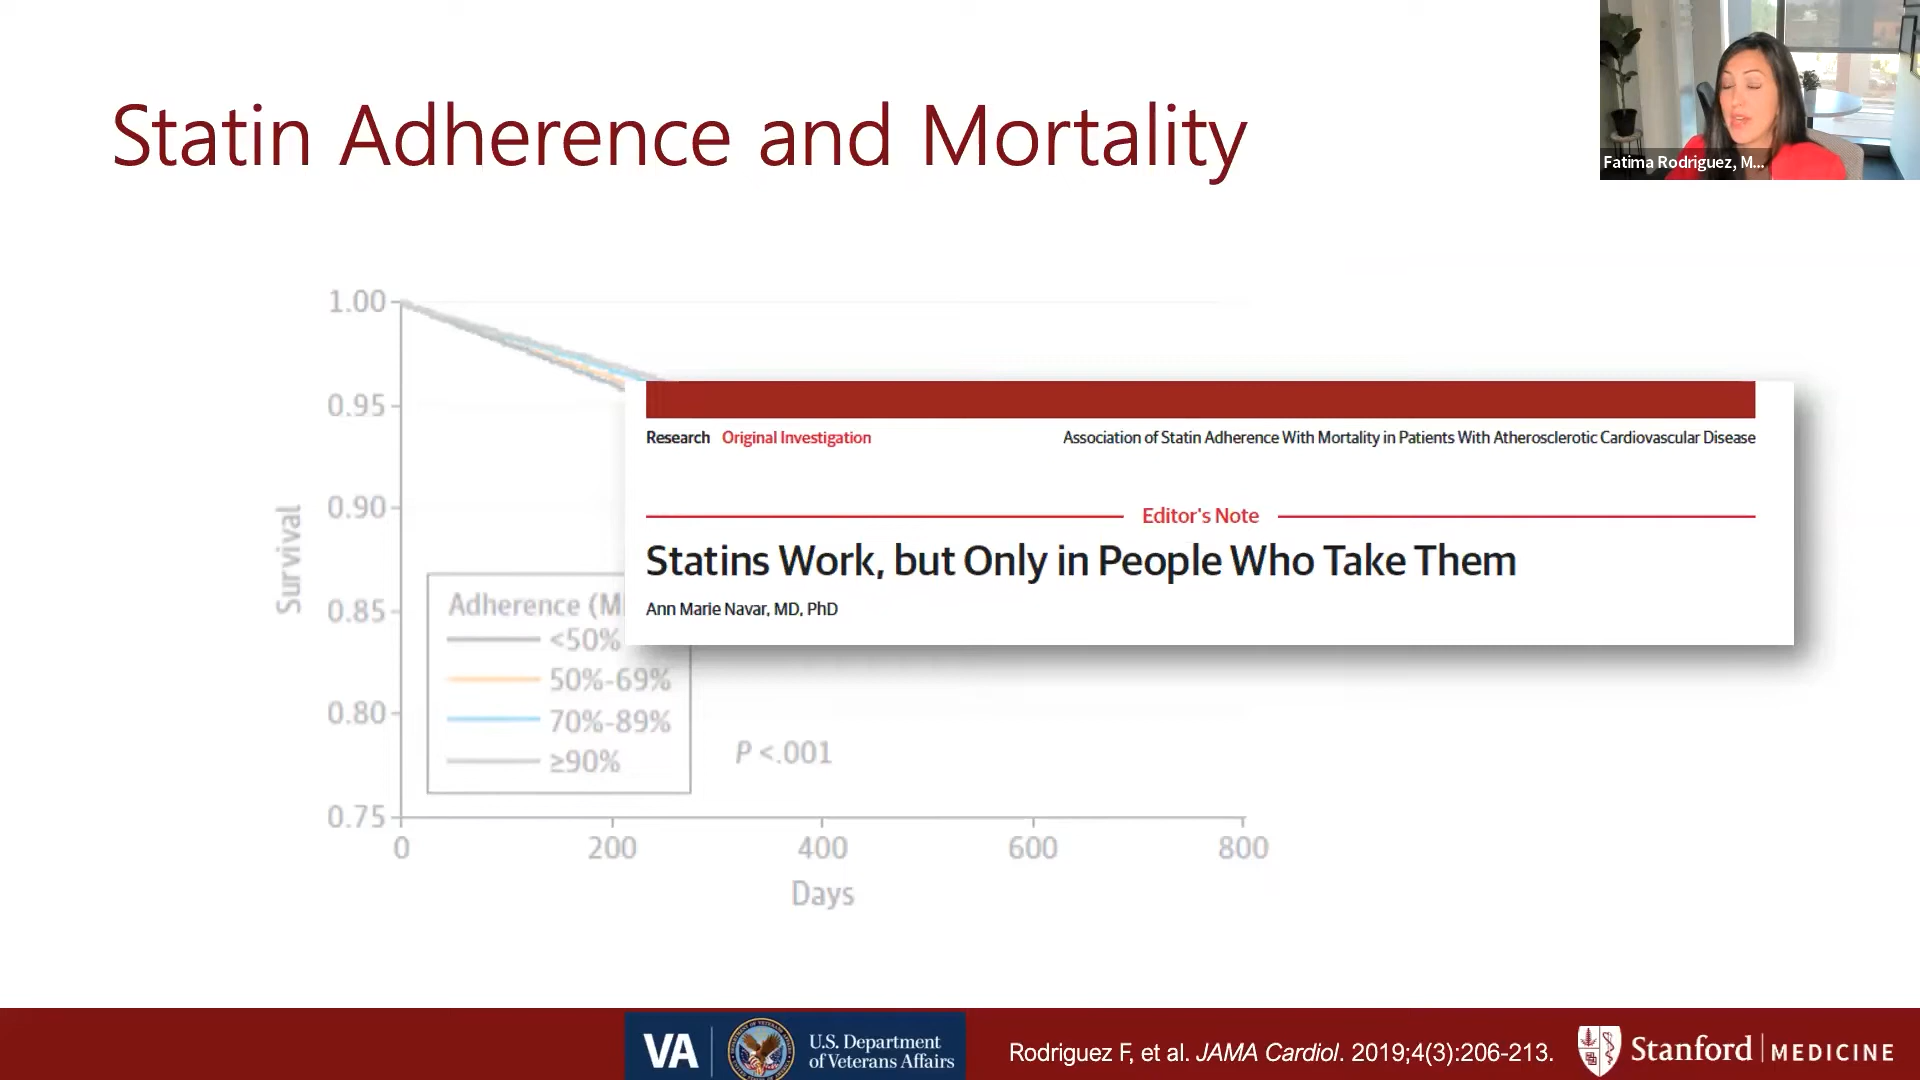 Statin Adherence and Mortality
Fatima Rodriguez, M...
1.00
0.95
0.90
0.85
0.80
0.75
Survival
Adherence (M
<50%
50%-69%
70%-89%
≥90%
P <.001
0 200 400 600 800
Days
Research Original Investigation Association of Statin Adherence With Mortality in Patients With Atherosclerotic Cardiovascular Disease
Editor's Note
Statins Work, but Only in People Who Take Them
Ann Marie Navar, MD, PhD
VA
U.S. Department
of Veterans Affairs
Rodriguez F, et al. JAMA Cardiol. 2019;4(3):206-213.
Stanford MEDICINE